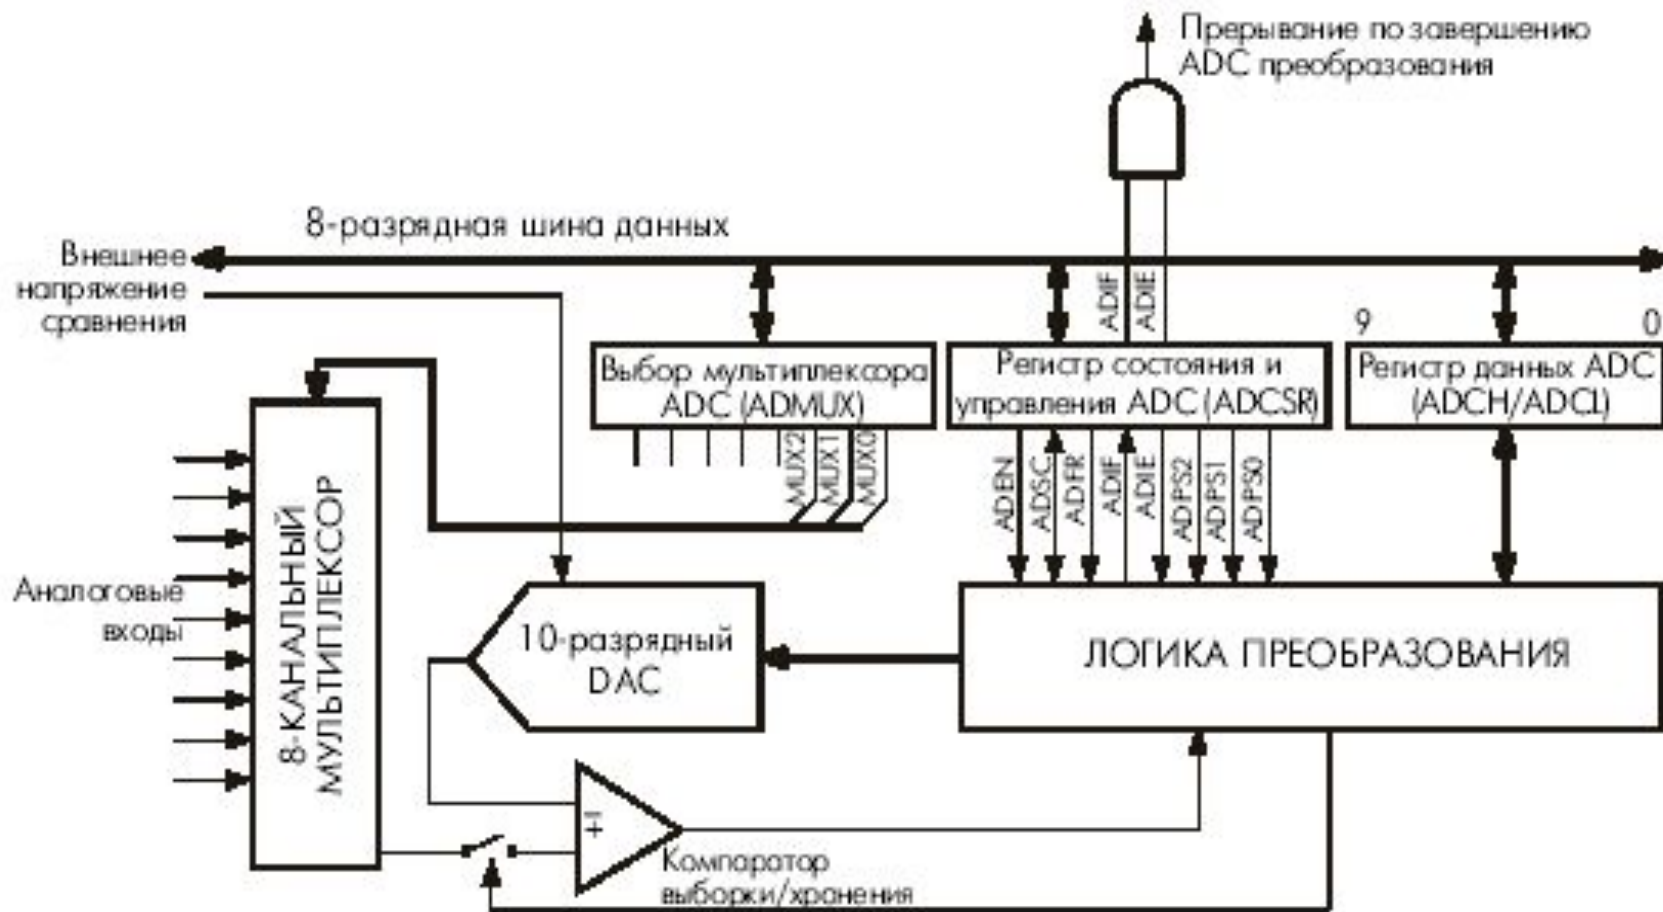 Прерывание по завершению
ADC преобразования
8-разрядная шина данных
Внешнее
напряжение
сравнения
ADIF
ADIE
9
0
Выбор мультиплексора
ADC (ADMUX)
Регистр состояния и
управления ADC (ADCSR)
Регистр данных ADC
(ADCH/ADCL)
MUX2
MUX1
MUX0
ADEN
ADSC
ADFR
ADIF
ADIE
ADPS2
ADPS1
ADPS0
Аналоговые
входы
8-КАНАЛЬНЫЙ
МУЛЬТИПЛЕКСОР
10-разрядный
DAC
ЛОГИКА ПРЕОБРАЗОВАНИЯ
+-
Компаратор
выборки/хранения